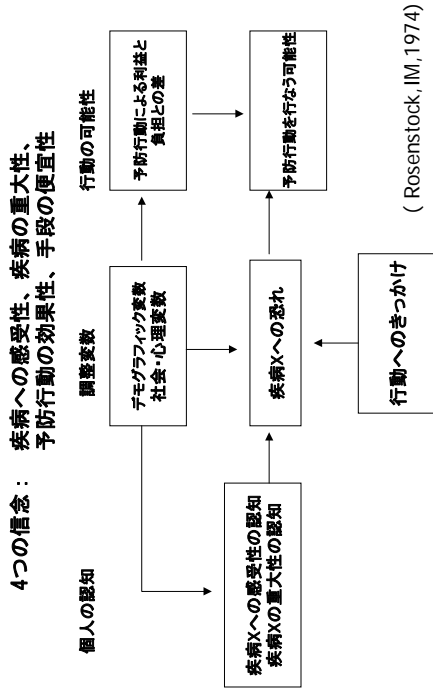 4つの信念： 疾病への感受性、疾病の重大性、
予防行動の効果性、手段の便宜性
個人の認知
調整変数
行動の可能性
デモグラフィック変数
社会・心理変数
予防行動による利益と
負担との差
疾病Xへの感受性の認知
疾病Xの重大性の認知
疾病Xへの恐れ
予防行動を行なう可能性
行動へのきっかけ
( Rosenstock,IM,1974)